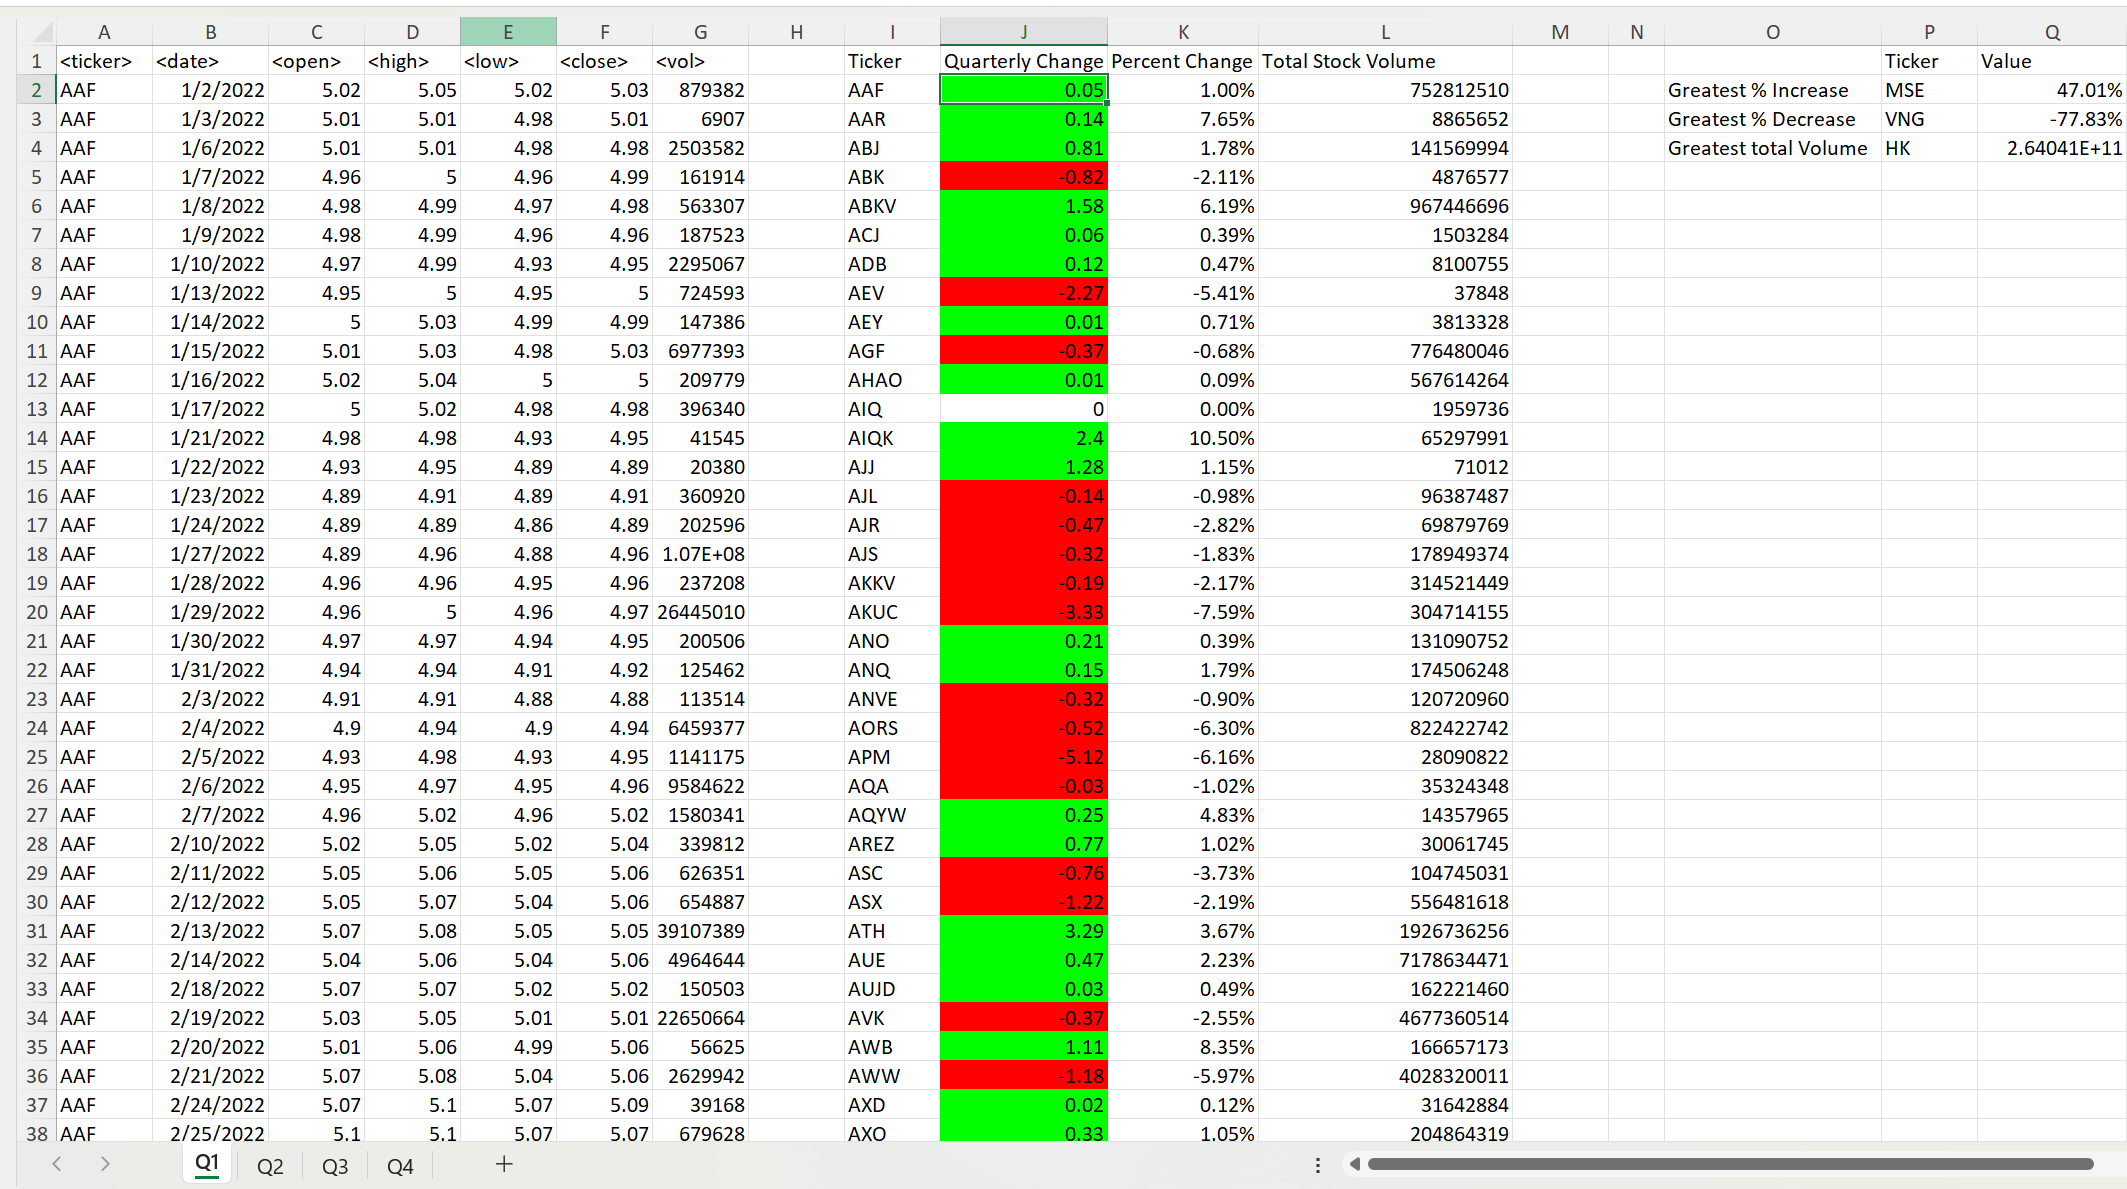 A B C D E F G H I J K L M N O P Q
1 <ticker> <date> <open> <high> <low> <close> <vol> Ticker Quarterly Change Percent Change Total Stock Volume Ticker Value
2 AAF 1/2/2022 5.02 5.05 5.02 5.03 879382 AAF 0.05 1.00% 752812510 Greatest % Increase MSE 47.01%
3 AAF 1/3/2022 5.01 5.01 4.98 5.01 6907 AAR 0.14 7.65% 8865652 Greatest % Decrease VNG -77.83%
4 AAF 1/6/2022 5.01 5.01 4.98 4.98 2503582 ABJ 0.81 1.78% 141569994 Greatest total Volume HK 2.64041E+11
5 AAF 1/7/2022 4.96 5 4.96 4.99 161914 ABK -0.82 -2.11% 4876577
6 AAF 1/8/2022 4.98 4.99 4.97 4.98 563307 ABKV 1.58 6.19% 967446696
7 AAF 1/9/2022 4.98 4.99 4.96 4.96 187523 ACJ 0.06 0.39% 1503284
8 AAF 1/10/2022 4.97 4.99 4.93 4.95 2295067 ADB 0.12 0.47% 8100755
9 AAF 1/13/2022 4.95 5 4.95 5 724593 AEV -2.27 -5.41% 37848
10 AAF 1/14/2022 5 5.03 4.99 4.99 147386 AEY 0.01 0.71% 3813328
11 AAF 1/15/2022 5.01 5.03 4.98 5.03 6977393 AGF -0.37 -0.68% 776480046
12 AAF 1/16/2022 5.02 5.04 5 5 209779 AHAO 0.01 0.09% 567614264
13 AAF 1/17/2022 5 5.02 4.98 4.98 396340 AIQ 0 0.00% 1959736
14 AAF 1/21/2022 4.98 4.98 4.93 4.95 41545 AIQK 2.4 10.50% 65297991
15 AAF 1/22/2022 4.93 4.95 4.89 4.89 20380 AJJ 1.28 1.15% 71012
16 AAF 1/23/2022 4.89 4.91 4.89 4.91 360920 AJL -0.14 -0.98% 96387487
17 AAF 1/24/2022 4.89 4.89 4.86 4.89 202596 AJR -0.47 -2.82% 69879769
18 AAF 1/27/2022 4.89 4.96 4.88 4.96 1.07E+08 AJS -0.32 -1.83% 178949374
19 AAF 1/28/2022 4.96 4.96 4.95 4.96 237208 AKKV -0.19 -2.17% 314521449
20 AAF 1/29/2022 4.96 5 4.96 4.97 26445010 AKUC -3.33 -7.59% 304714155
21 AAF 1/30/2022 4.97 4.97 4.94 4.95 200506 ANO 0.21 0.39% 131090752
22 AAF 1/31/2022 4.94 4.94 4.91 4.92 125462 ANQ 0.15 1.79% 174506248
23 AAF 2/3/2022 4.91 4.91 4.88 4.88 113514 ANVE -0.32 -0.90% 120720960
24 AAF 2/4/2022 4.9 4.94 4.9 4.94 6459377 AORS -0.52 -6.30% 822422742
25 AAF 2/5/2022 4.93 4.98 4.93 4.95 1141175 APM -5.12 -6.16% 28090822
26 AAF 2/6/2022 4.95 4.97 4.95 4.96 9584622 AQA -0.03 -1.02% 35324348
27 AAF 2/7/2022 4.96 5.02 4.96 5.02 1580341 AQYW 0.25 4.83% 14357965
28 AAF 2/10/2022 5.02 5.05 5.02 5.04 339812 AREZ 0.77 1.02% 30061745
29 AAF 2/11/2022 5.05 5.06 5.05 5.06 626351 ASC -0.76 -3.73% 104745031
30 AAF 2/12/2022 5.05 5.07 5.04 5.06 654887 ASX -1.22 -2.19% 556481618
31 AAF 2/13/2022 5.07 5.08 5.05 5.05 39107389 ATH 3.29 3.67% 1926736256
32 AAF 2/14/2022 5.04 5.06 5.04 5.06 4964644 AUE 0.47 2.23% 7178634471
33 AAF 2/18/2022 5.07 5.07 5.02 5.02 150503 AUJD 0.03 0.49% 162221460
34 AAF 2/19/2022 5.03 5.05 5.01 5.01 22650664 AVK -0.37 -2.55% 4677360514
35 AAF 2/20/2022 5.01 5.06 4.99 5.06 56625 AWB 1.11 8.35% 166657173
36 AAF 2/21/2022 5.07 5.08 5.04 5.06 2629942 AWW -1.18 -5.97% 4028320011
37 AAF 2/24/2022 5.07 5.1 5.07 5.09 39168 AXD 0.02 0.12% 31642884
38 AAF 2/25/2022 5.1 5.1 5.07 5.07 679628 AXO 0.33 1.05% 204864319
Q1 Q2 Q3 Q4